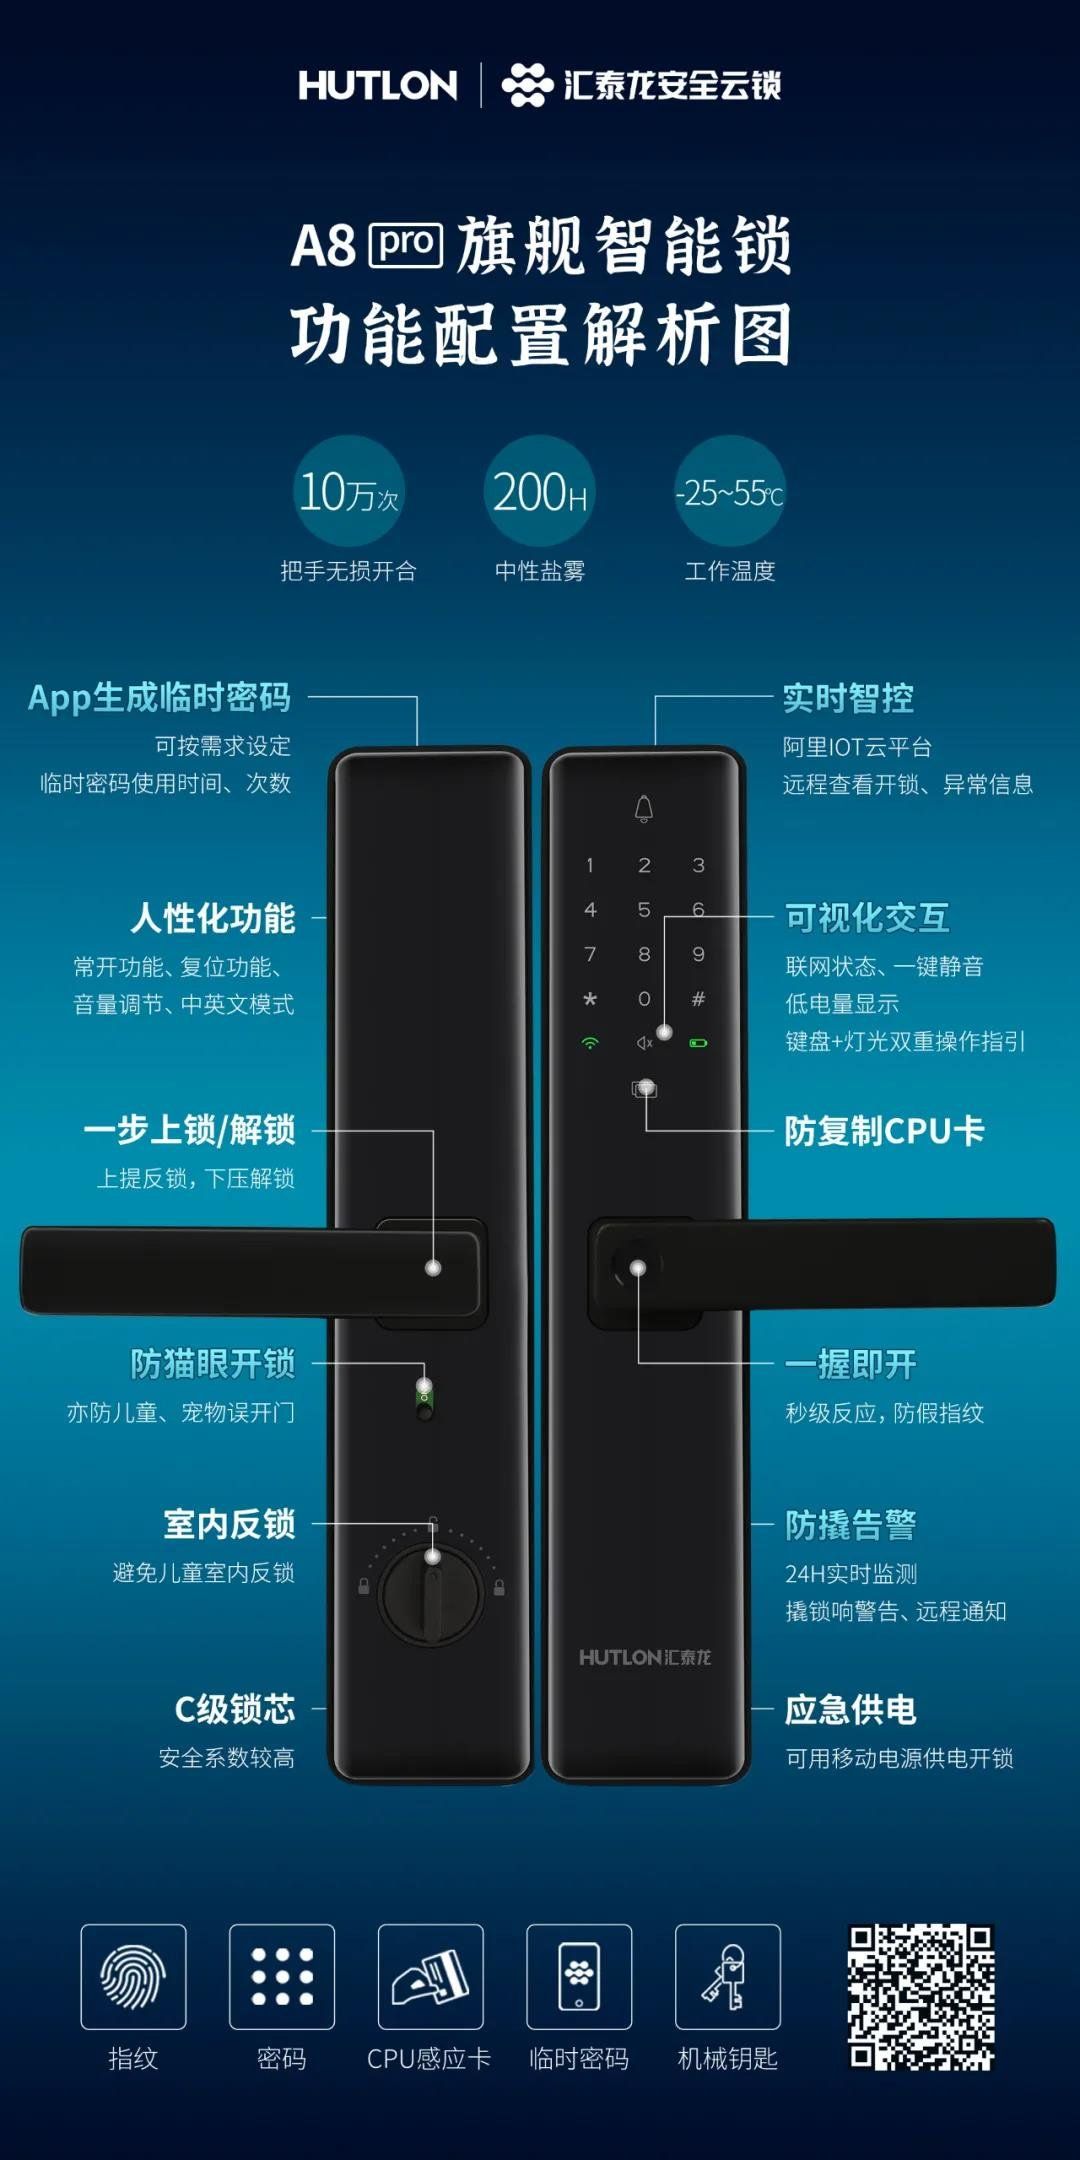 HUTLON 汇泰龙安全云锁
A8 pro 旗舰智能锁
功能配置解析图
10万次
200H
-25~55℃
把手无损开合
中性盐雾
工作温度
App生成临时密码
可按需求设定
临时密码使用时间、次数
实时智控
阿里IOT云平台
远程查看开锁、异常信息
人性化功能
常开功能、复位功能、
音量调节、中英文模式
1 2 3
4 5 6
7 8 9
* 0 #
可视化交互
联网状态、一键静音
低电量显示
键盘+灯光双重操作指引
一步上锁/解锁
上提反锁，下压解锁
防复制CPU卡
防猫眼开锁
亦防儿童、宠物误开门
一握即开
秒级反应，防假指纹
室内反锁
避免儿童室内反锁
防撬告警
24H实时监测
撬锁响警告、远程通知
HUTLON汇泰龙
C级锁芯
安全系数较高
应急供电
可用移动电源供电开锁
指纹
密码
CPU感应卡
临时密码
机械钥匙